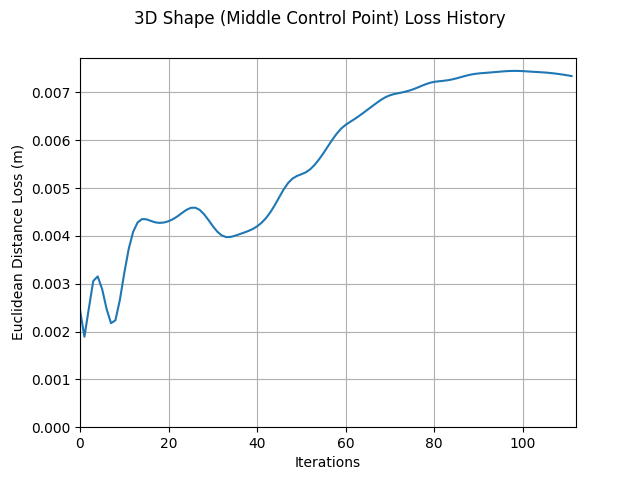 3D Shape (Middle Control Point) Loss History
Euclidean Distance Loss (m)
0.007
0.006
0.005
0.004
0.003
0.002
0.001
0.000
0 20 40 60 80 100
Iterations